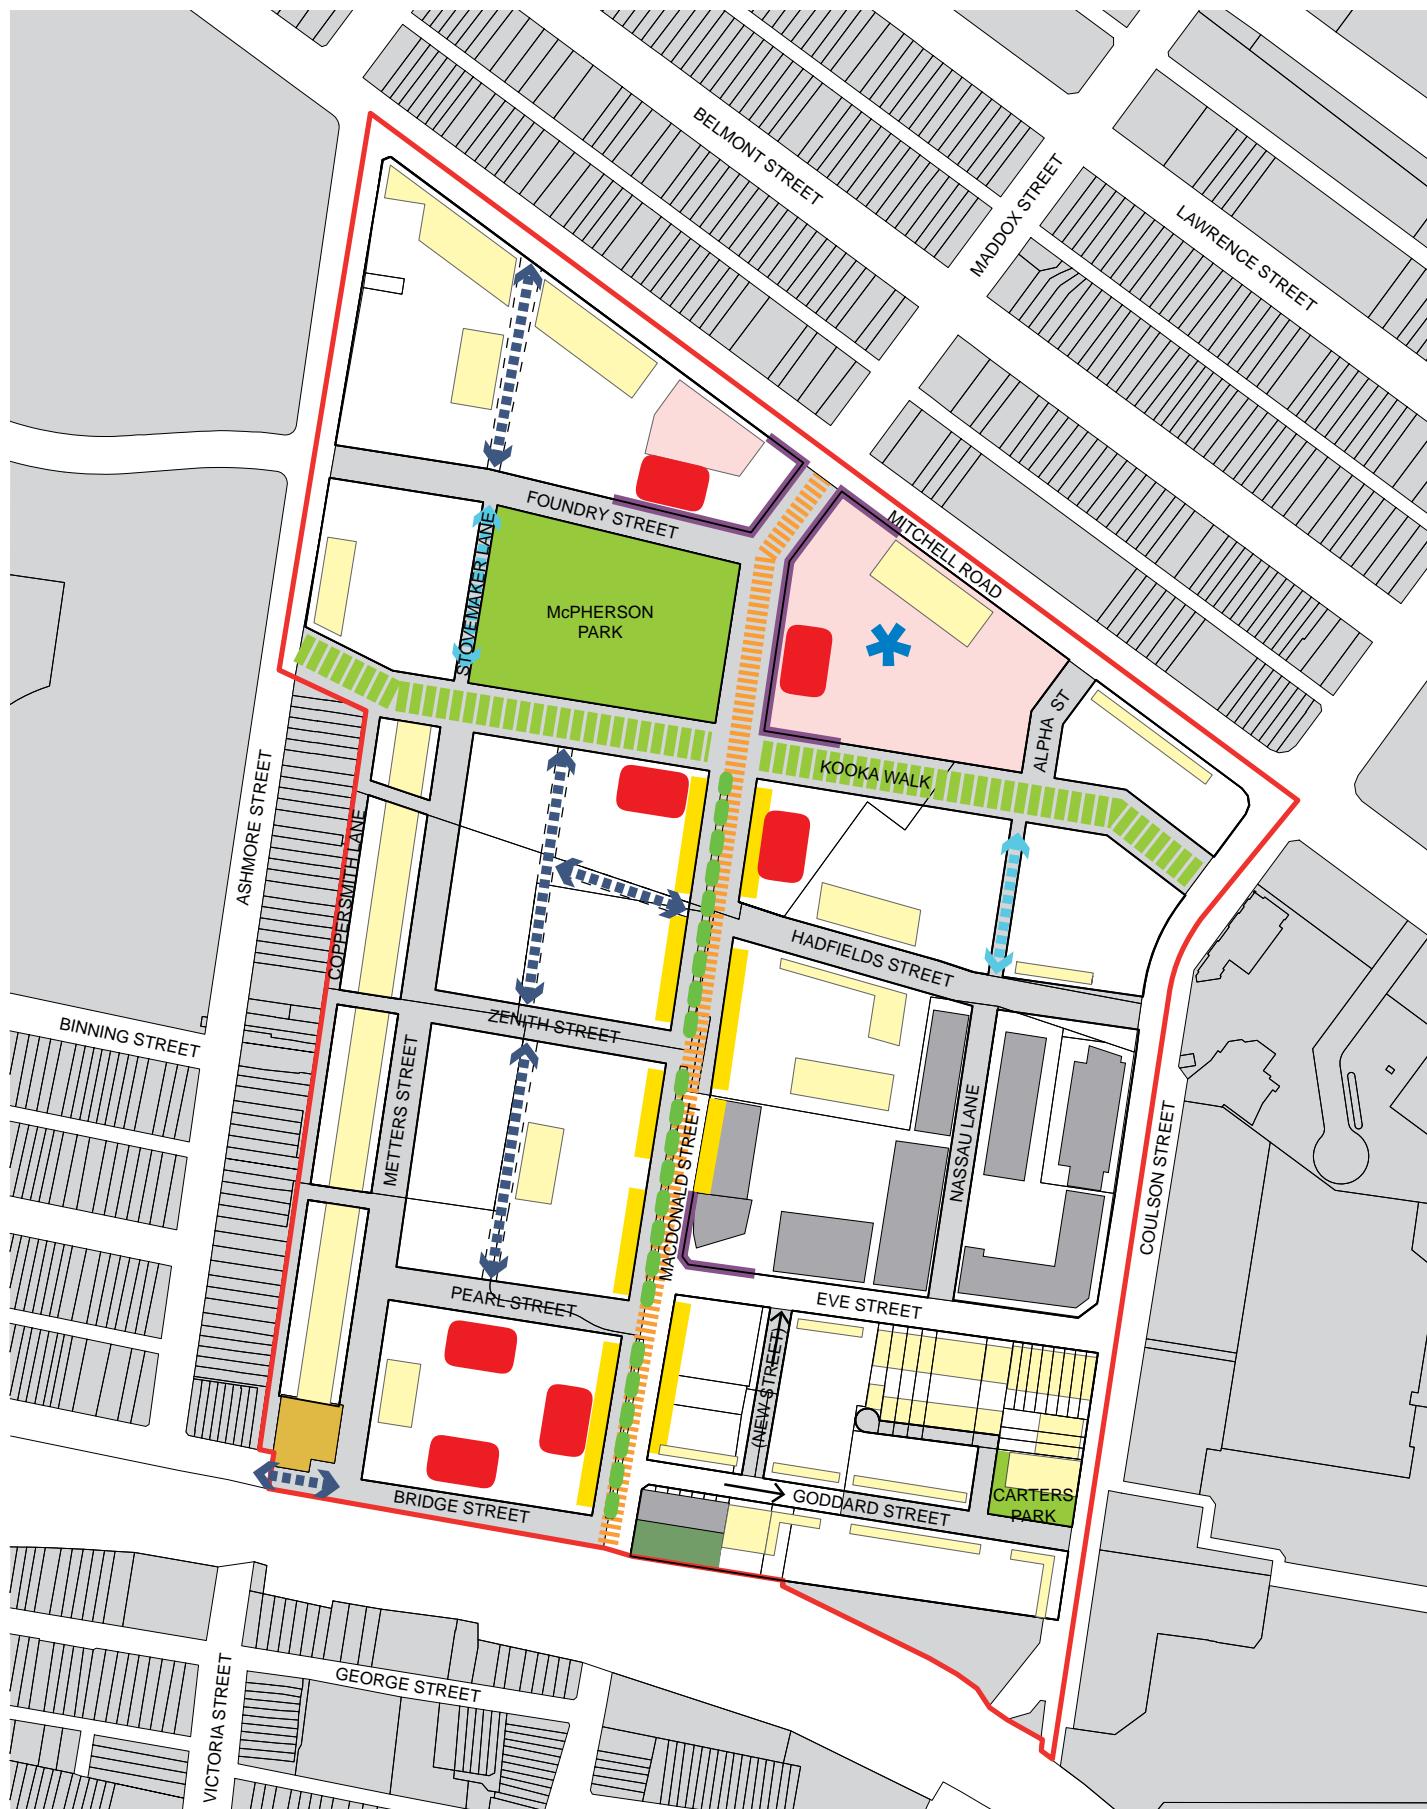 BELMONT STREET
MADDOX STREET
LAWRENCE STREET
FOUNDRY STREET
MITCHELL ROAD
STOVEMAKER LANE
McPHERSON
PARK
ALPHA ST
KOOKA WALK
ASHMORE STREET
COPPERSMITH LANE
HADFIELDS STREET
ZENITH STREET
BINNING STREET
METTERS STREET
MACDONALD STREET
NASSAU LANE
COULSON STREET
PEARL STREET
EVE STREET
(NEW STREET)
BRIDGE STREET
GODDARD STREET
CARTERS
PARK
GEORGE STREET
VICTORIA STREET